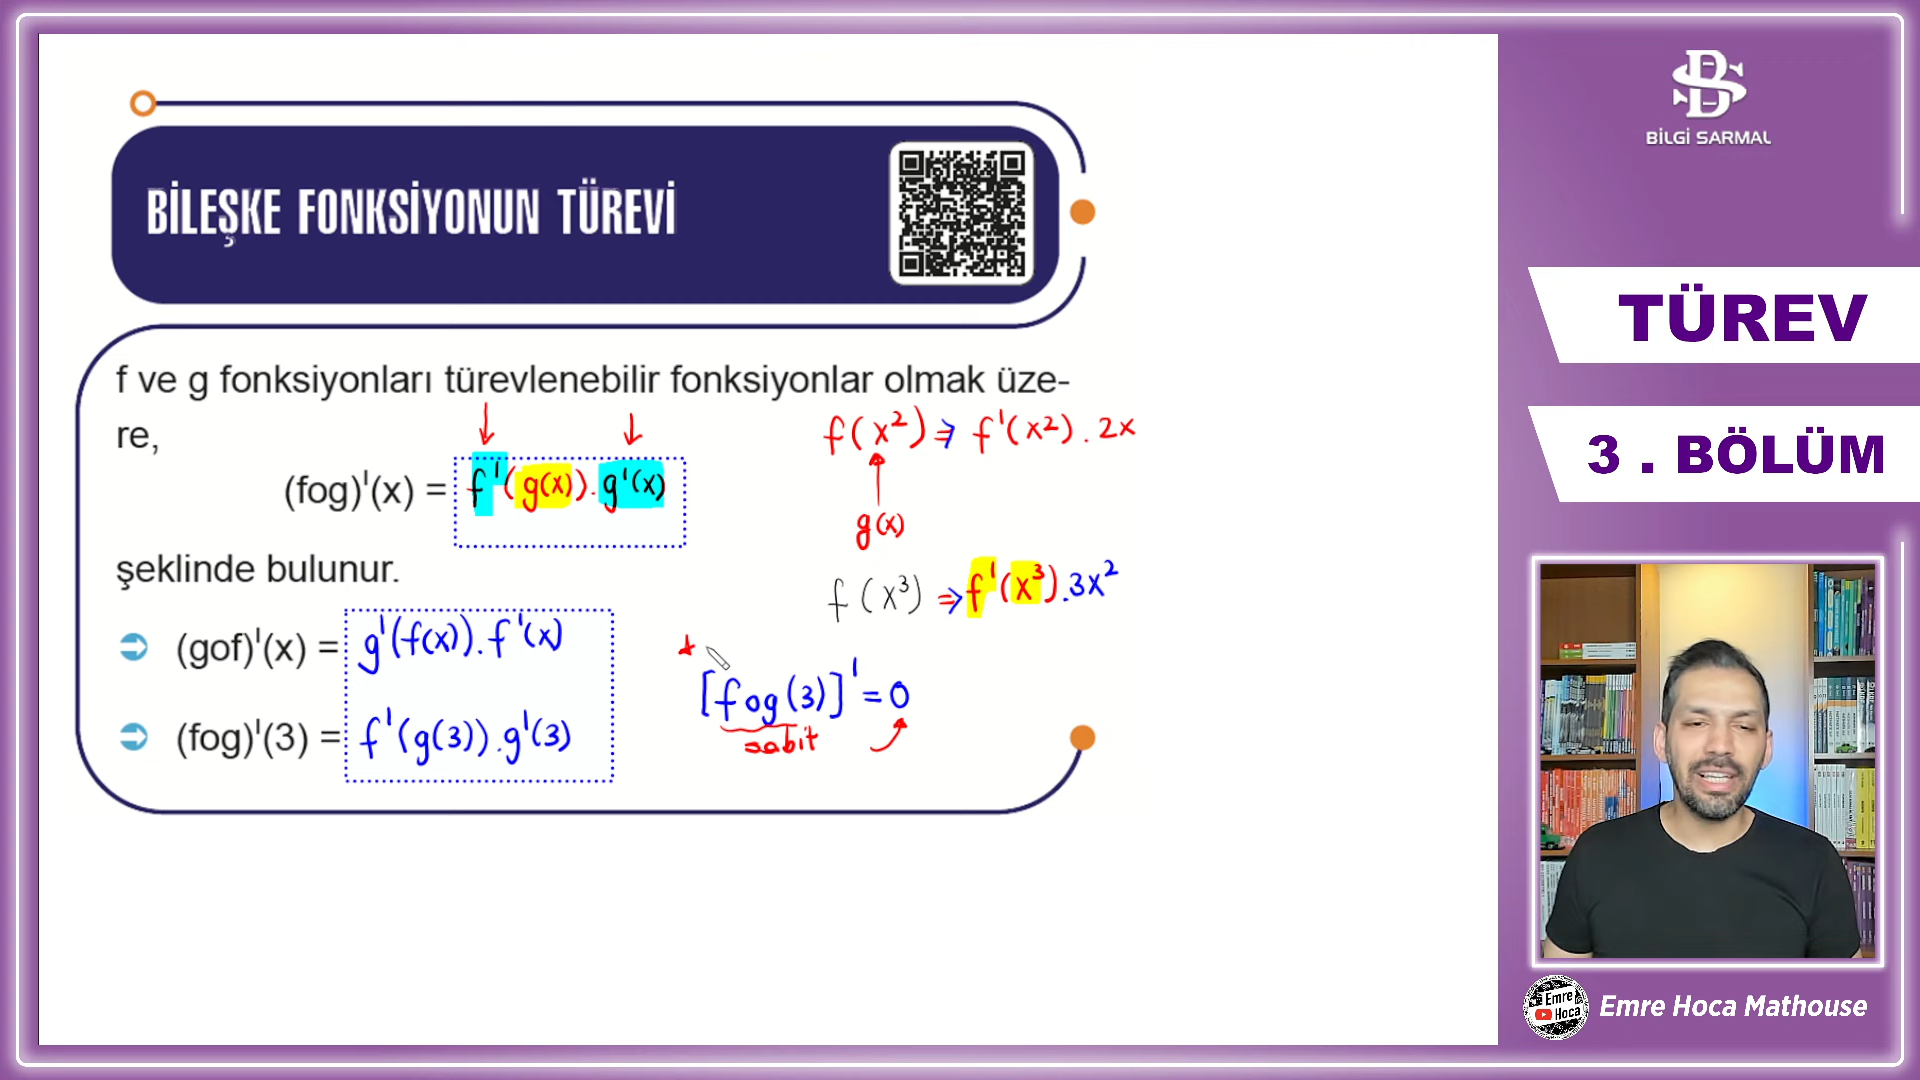 BİLEŞKE FONKSİYONUN TÜREVİ
f ve g fonksiyonları türevlenebilir fonksiyonlar olmak üze-
re,
(fog)'(x) = f'(g(x)).g'(x)
şeklinde bulunur.
(gof)'(x) = g'(f(x)).f'(x)
(fog)'(3) = f'(g(3)).g'(3)
f(x²) ⇒ f'(x²).2x
g(x)
f(x³) ⇒ f'(x³).3x²
[fog(3)]' = 0
sabit
BİLGİ SARMAL
TÜREV
3 . BÖLÜM
Emre Hoca
Emre Hoca Mathouse